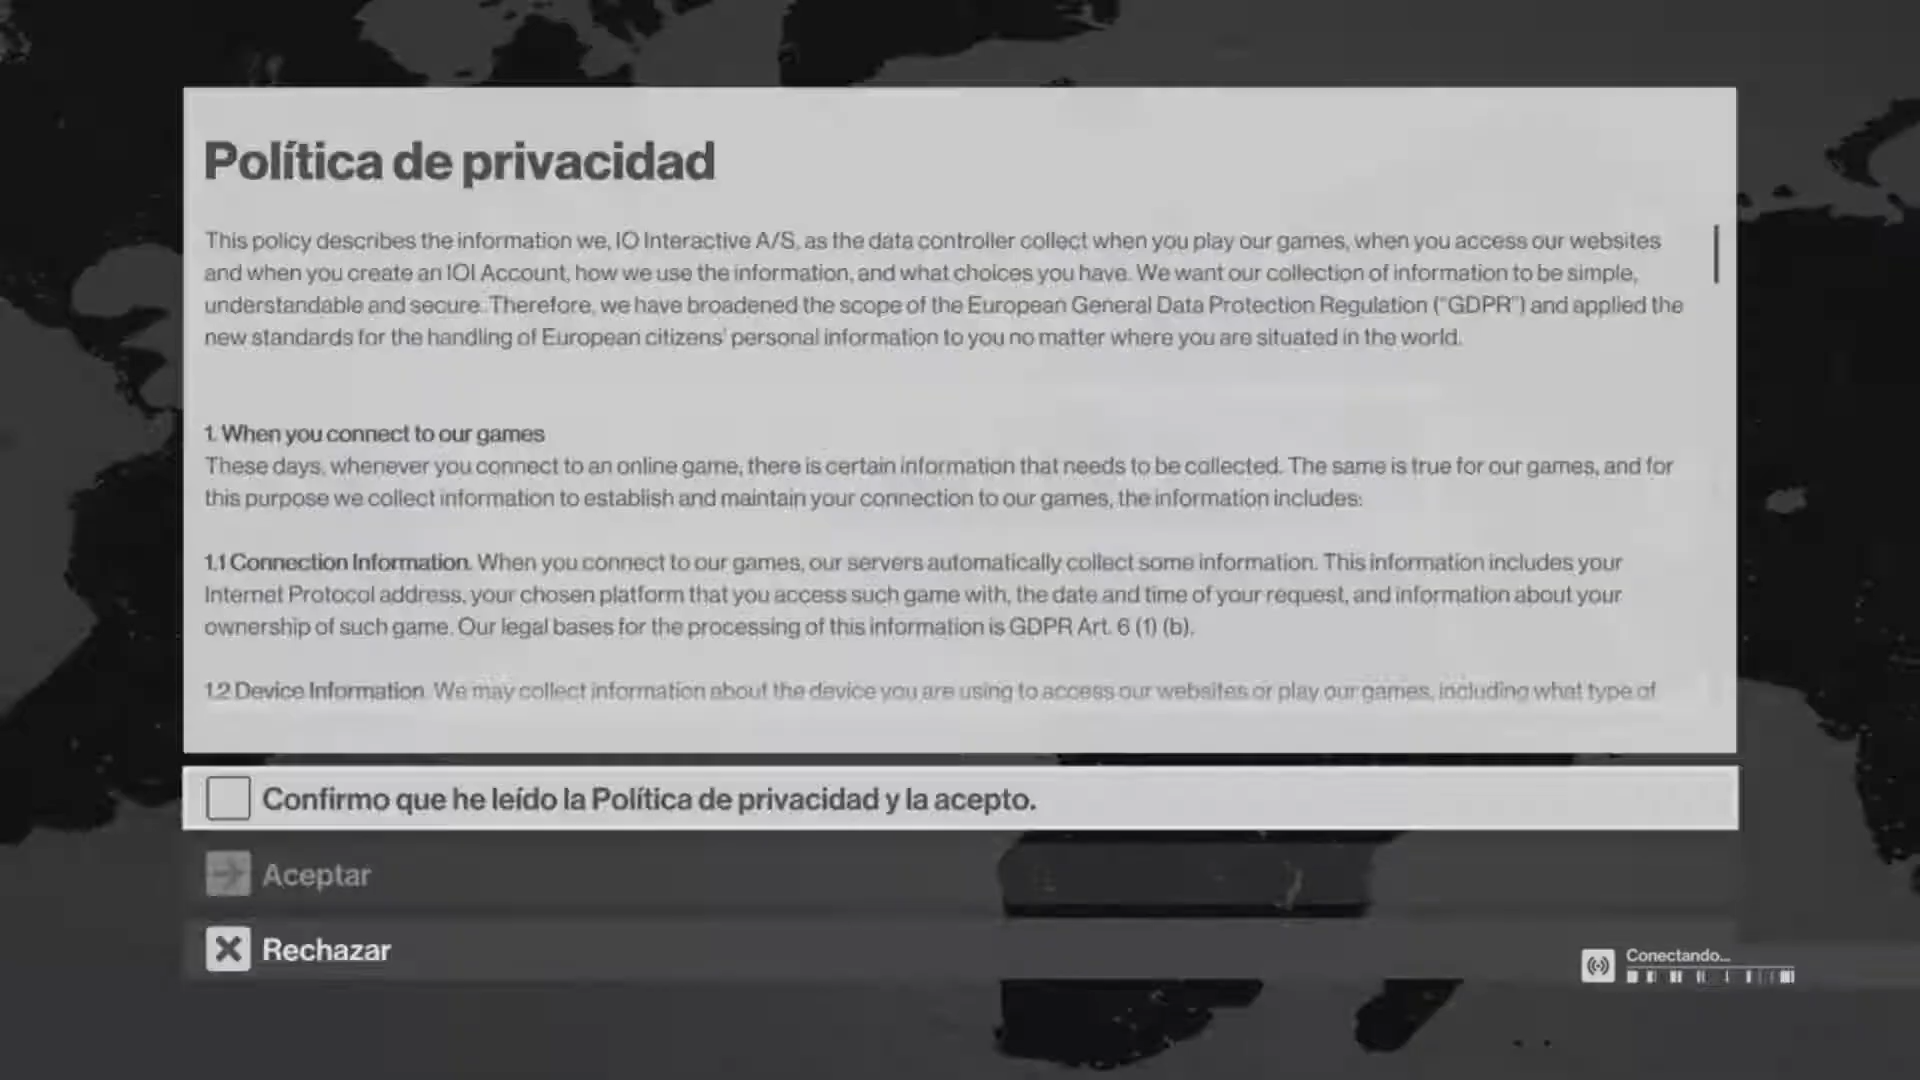 Política de privacidad
This policy describes the information we, IO Interactive A/S, as the data controller collect when you play our games, when you access our websites
and when you create an IOI Account, how we use the information, and what choices you have. We want our collection of information to be simple,
understandable and secure. Therefore, we have broadened the scope of the European General Data Protection Regulation ("GDPR") and applied the
new standards for the handling of European citizens' personal information to you no matter where you are situated in the world.
1. When you connect to our games
These days, whenever you connect to an online game, there is certain information that needs to be collected. The same is true for our games, and for
this purpose we collect information to establish and maintain your connection to our games, the information includes:
1.1 Connection Information. When you connect to our games, our servers automatically collect some information. This information includes your
Internet Protocol address, your chosen platform that you access such game with, the date and time of your request, and information about your
ownership of such game. Our legal bases for the processing of this information is GDPR Art. 6 (1) (b).
1.2 Device Information. We may collect information about the device you are using to access our websites or play our games, including what type of
Confirmo que he leído la Política de privacidad y la acepto.
Aceptar
Rechazar
Conectando...